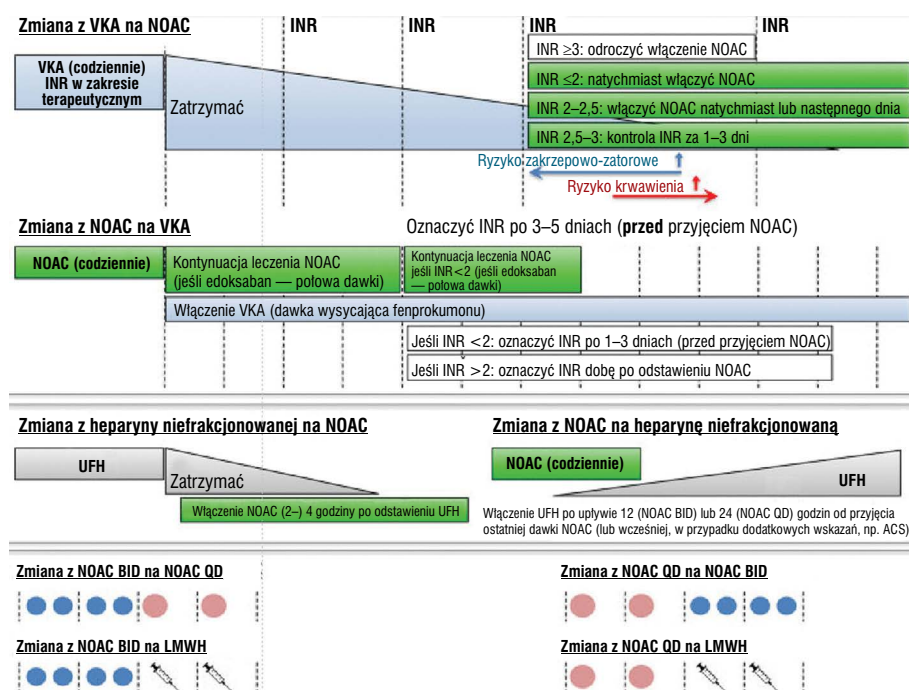 Zmiana z VKA na NOAC
INR
INR
INR
INR
VKA (codziennie)
INR w zakresie
terapeutycznym
Zatrzymać
INR ≥3: odroczyć włączenie NOAC
INR ≤2: natychmiast włączyć NOAC
INR 2–2,5: włączyć NOAC natychmiast lub następnego dnia
INR 2,5–3: kontrola INR za 1–3 dni
Ryzyko zakrzepowo-zatorowe
Ryzyko krwawienia
Zmiana z NOAC na VKA
Oznaczyć INR po 3–5 dniach (przed przyjęciem NOAC)
NOAC (codziennie)
Kontynuacja leczenia NOAC
(jeśli edoksaban — połowa dawki)
Kontynuacja leczenia NOAC
jeśli INR<2 (jeśli edoksaban
— połowa dawki)
Włączenie VKA (dawka wysycająca fenprokumonu)
Jeśli INR <2: oznaczyć INR po 1–3 dniach (przed przyjęciem NOAC)
Jeśli INR >2: oznaczyć INR dobę po odstawieniu NOAC
Zmiana z heparyny niefrakcjonowanej na NOAC
UFH
Zatrzymać
Włączenie NOAC (2–) 4 godziny po odstawieniu UFH
Zmiana z NOAC na heparynę niefrakcjonowaną
NOAC (codziennie)
UFH
Włączenie UFH po upływie 12 (NOAC BID) lub 24 (NOAC QD) godzin od przyjęcia
ostatniej dawki NOAC (lub wcześniej, w przypadku dodatkowych wskazań, np. ACS)
Zmiana z NOAC BID na NOAC QD
Zmiana z NOAC QD na NOAC BID
Zmiana z NOAC BID na LMWH
Zmiana z NOAC QD na LMWH